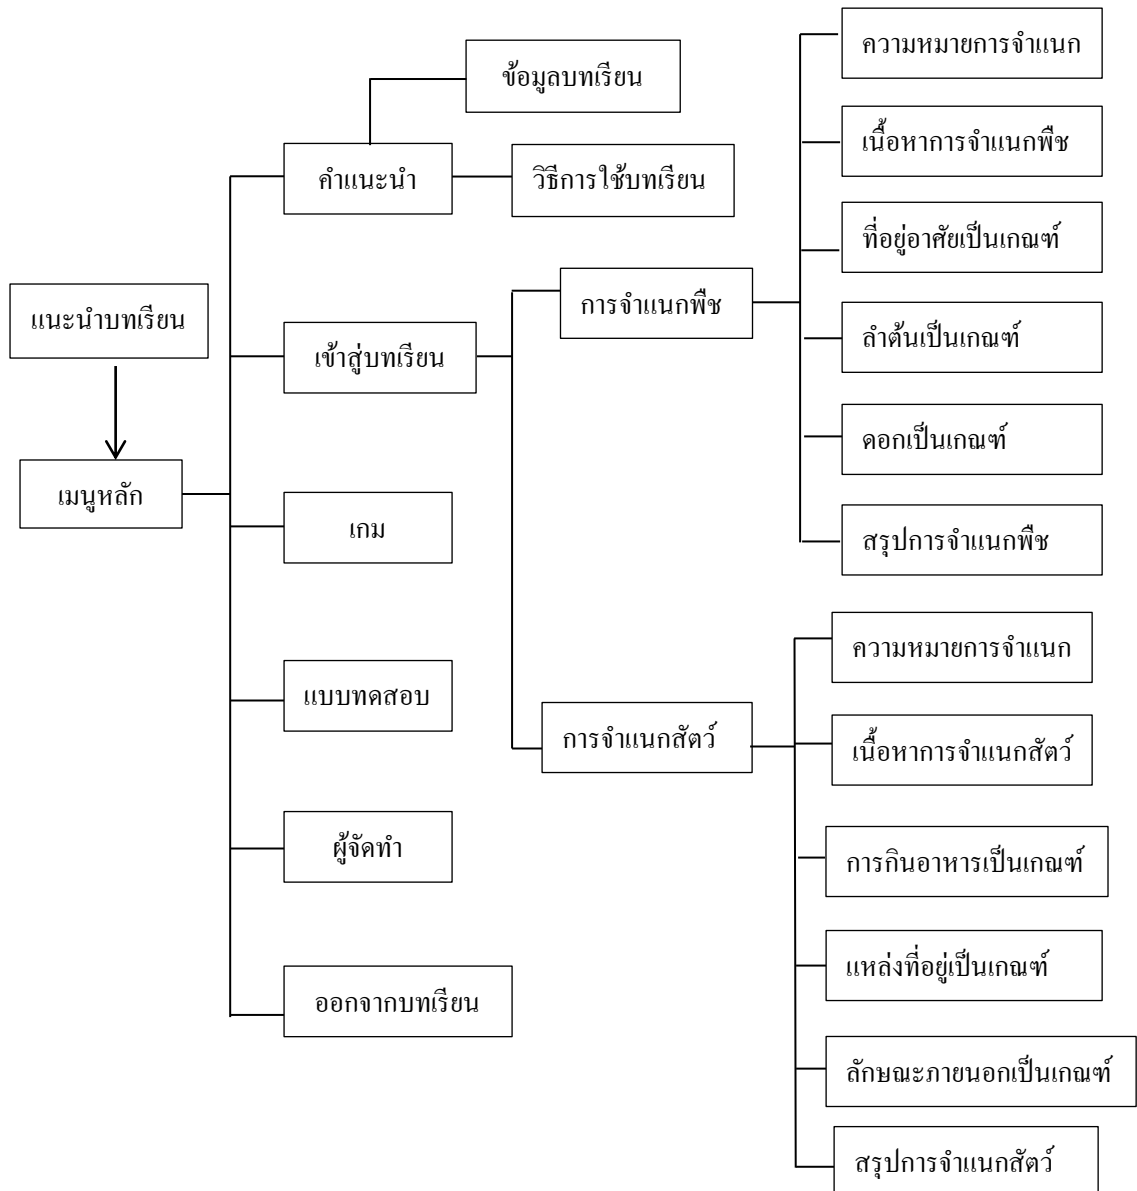 แนะนำบทเรียน
เมนูหลัก
คำแนะนำ
ข้อมูลบทเรียน
วิธีการใช้บทเรียน
เข้าสู่บทเรียน
การจำแนกพืช
ความหมายการจำแนก
เนื้อหาการจำแนกพืช
ที่อยู่อาศัยเป็นเกณฑ์
ลำต้นเป็นเกณฑ์
ดอกเป็นเกณฑ์
สรุปการจำแนกพืช
การจำแนกสัตว์
ความหมายการจำแนก
เนื้อหาการจำแนกสัตว์
การกินอาหารเป็นเกณฑ์
แหล่งที่อยู่เป็นเกณฑ์
ลักษณะภายนอกเป็นเกณฑ์
สรุปการจำแนกสัตว์
เกม
แบบทดสอบ
ผู้จัดทำ
ออกจากบทเรียน